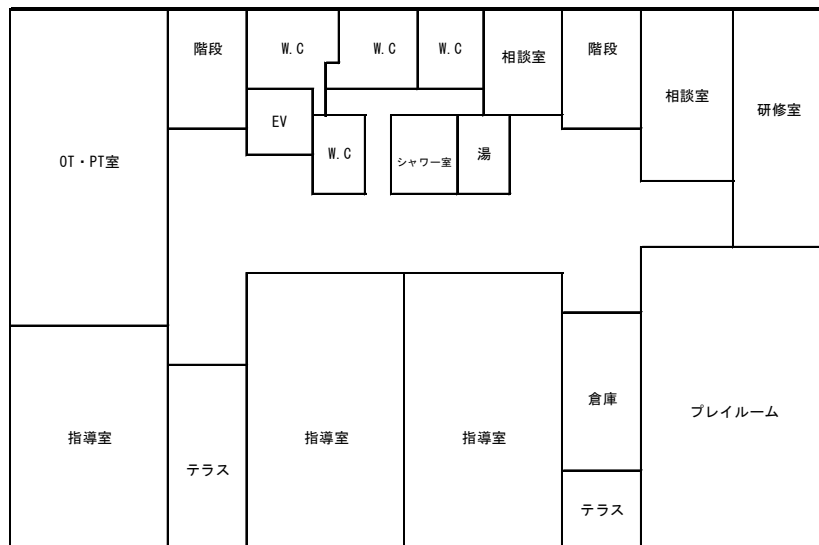 階段
W.C
W.C
W.C
相談室
階段
相談室
研修室
EV
W.C
シャワー室
湯
OT・PT室
指導室
テラス
指導室
指導室
倉庫
テラス
プレイルーム